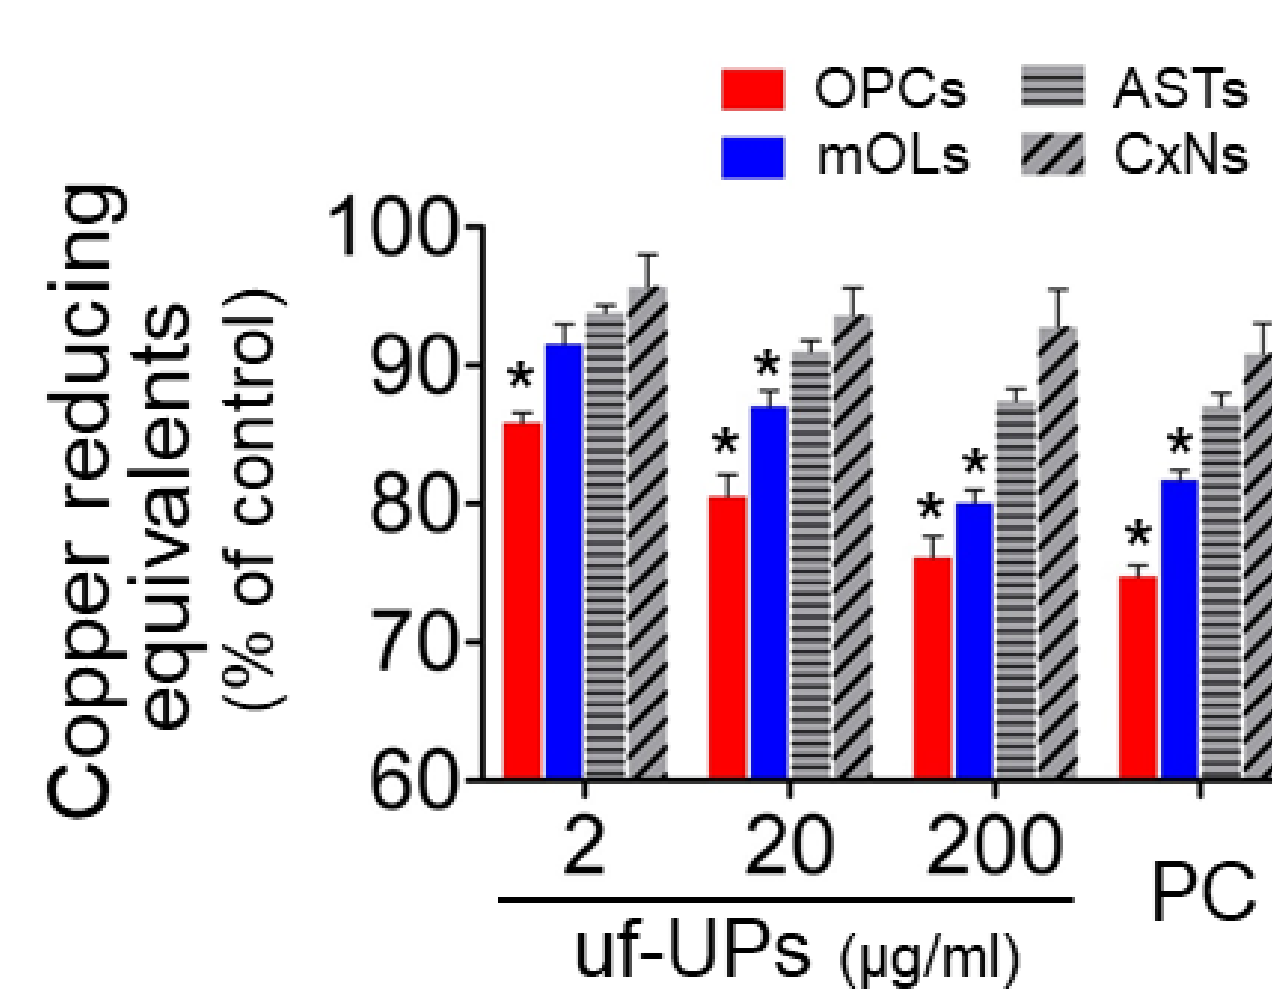 OPCs ASTs
mOLs CxNs
Copper reducing
equivalents
(% of control)
100
90
80
70
60
* * * * * * *
2 20 200
PC
uf-UPs (µg/ml)